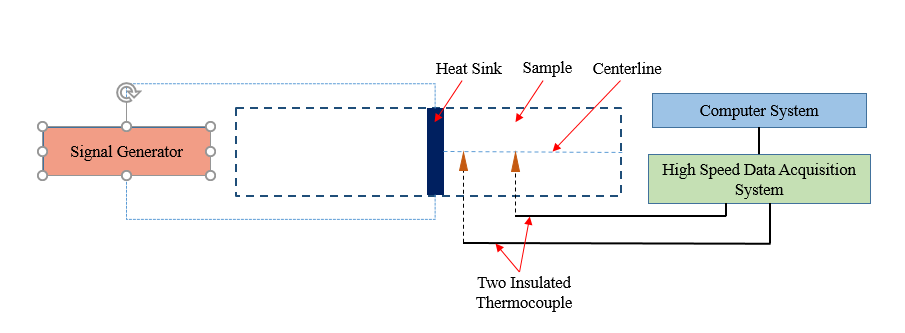 Heat Sink
Sample
Centerline
Computer System
Signal Generator
High Speed Data Acquisition
System
Two Insulated
Thermocouple